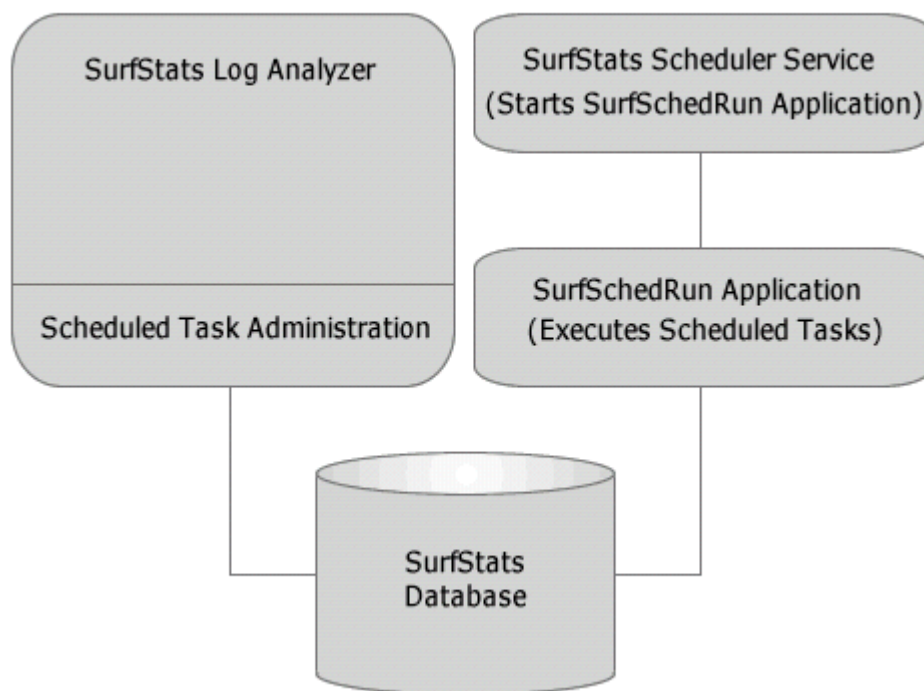 SurfStats Log Analyzer
Scheduled Task Administration
SurfStats Scheduler Service
(Starts SurfSchedRun Application)
SurfSchedRun Application
(Executes Scheduled Tasks)
SurfStats
Database